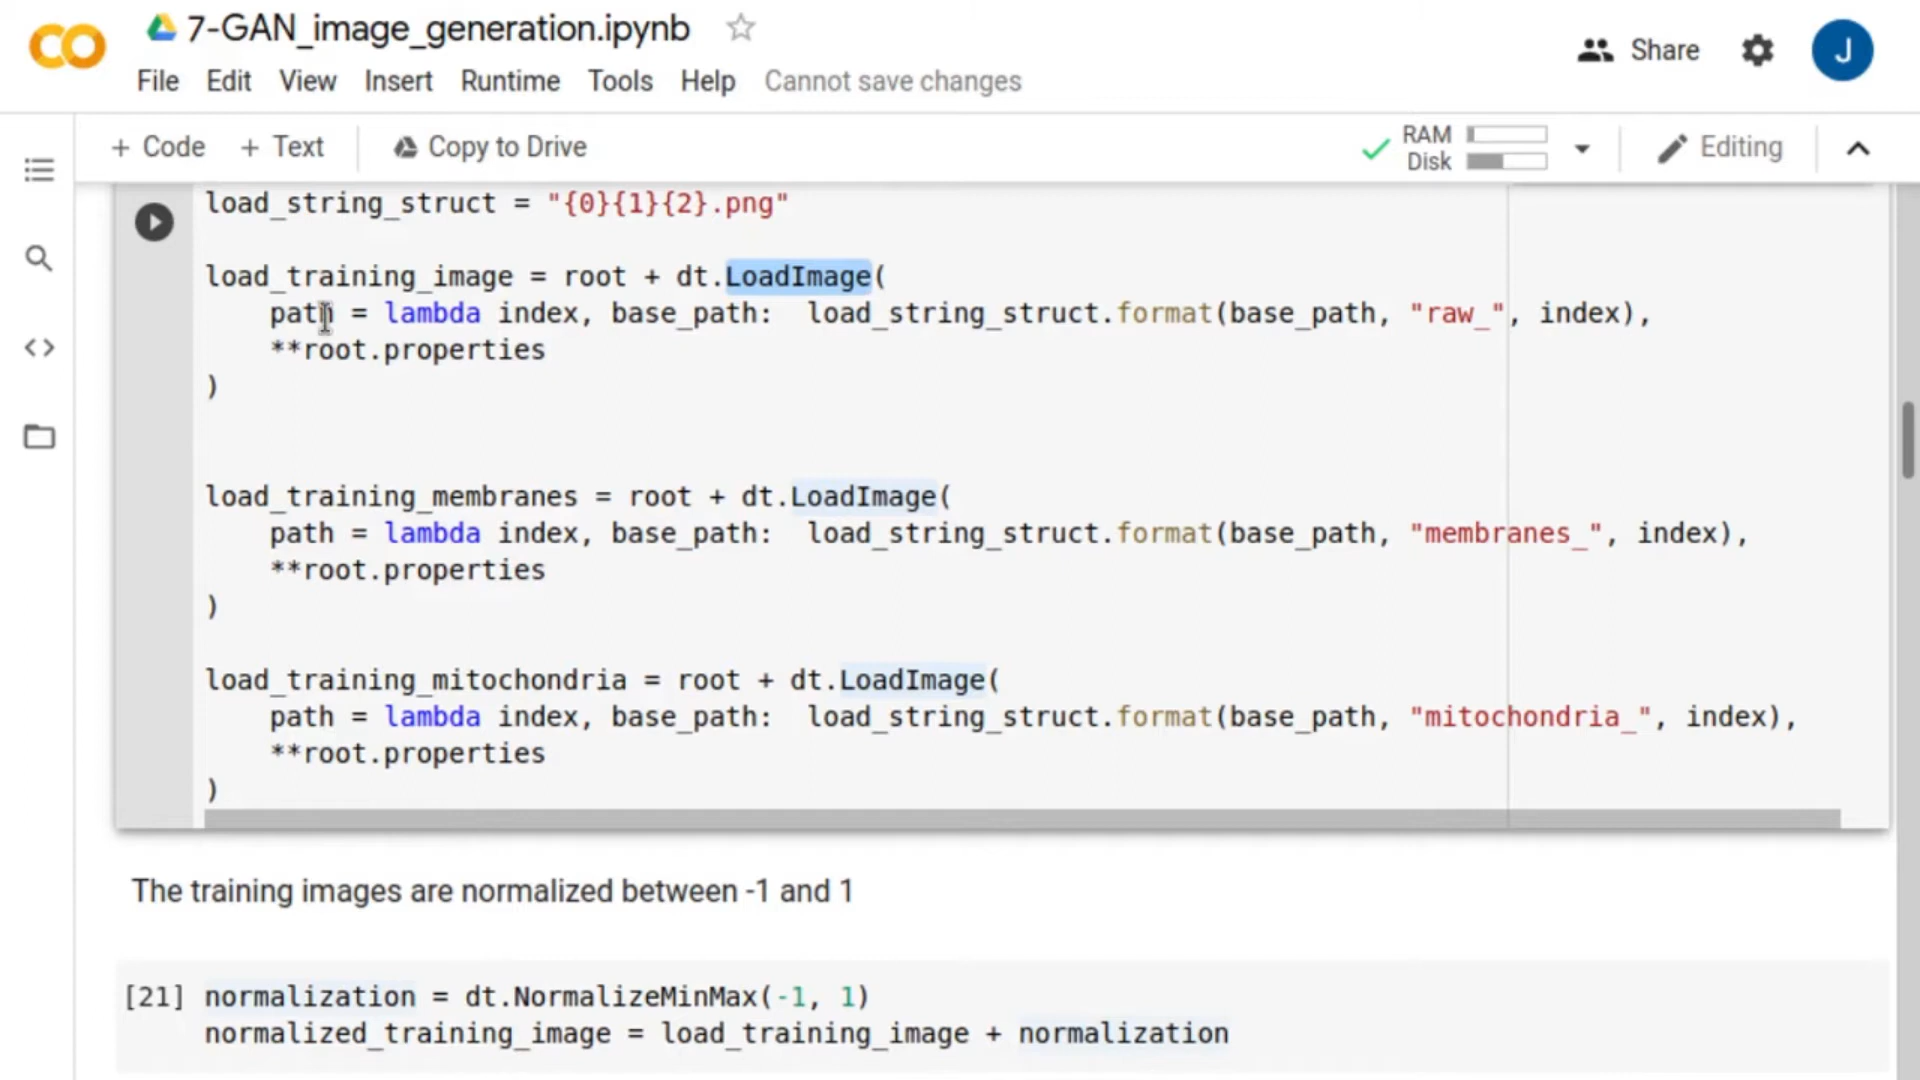 7-GAN_image_generation.ipynb
File Edit View Insert Runtime Tools Help Cannot save changes
Share
J
+ Code + Text Copy to Drive
RAM
Disk
Editing
load_string_struct = "{0}{1}{2}.png"
load_training_image = root + dt.LoadImage(
path = lambda index, base_path:  load_string_struct.format(base_path, "raw_", index),
**root.properties
)
load_training_membranes = root + dt.LoadImage(
path = lambda index, base_path:  load_string_struct.format(base_path, "membranes_", index),
**root.properties
)
load_training_mitochondria = root + dt.LoadImage(
path = lambda index, base_path:  load_string_struct.format(base_path, "mitochondria_", index),
**root.properties
)
The training images are normalized between -1 and 1
[21] normalization = dt.NormalizeMinMax(-1, 1)
normalized_training_image = load_training_image + normalization